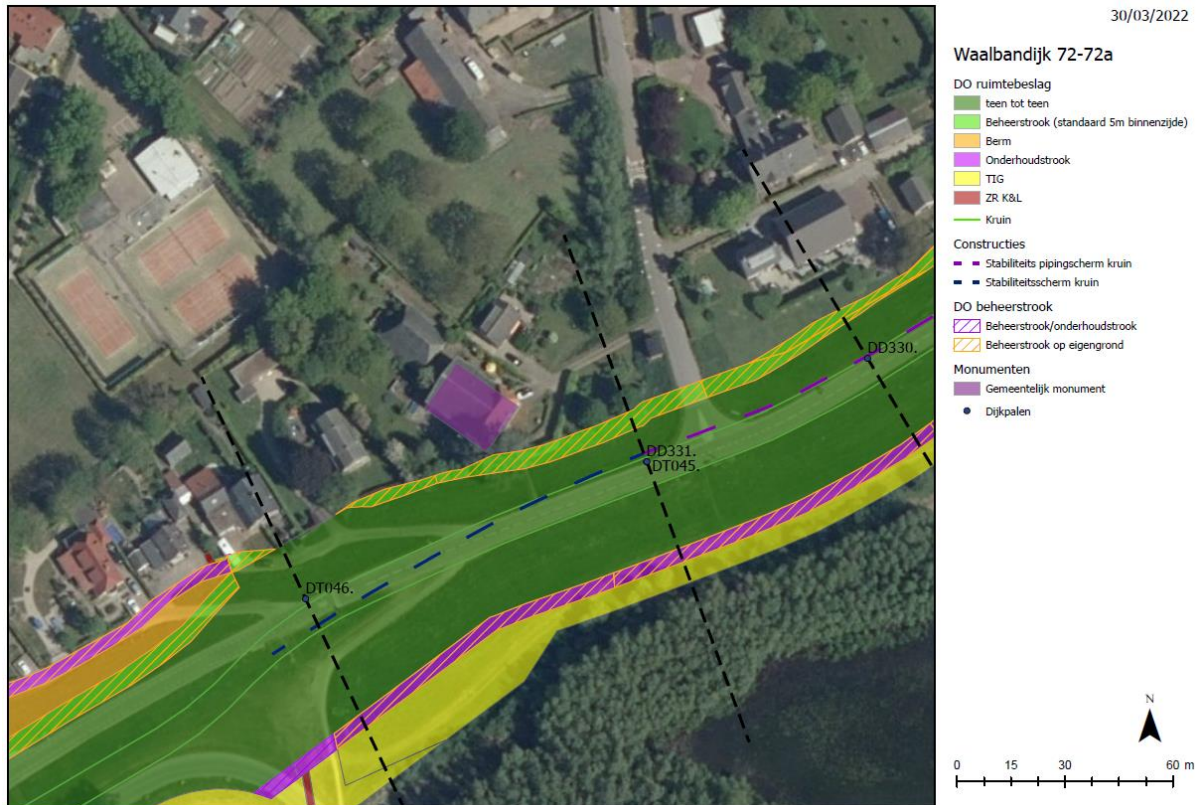 30/03/2022
Waalbandijk 72-72a
DO ruimtebeslag
teen tot teen
Beheerstrook (standaard 5m binnenzijde)
Berm
Onderhoudstrook
TIG
ZR K&L
Kruin
Constructies
Stabiliteits pipingscherm kruin
Stabiliteitsscherm kruin
DO beheerstrook
Beheerstrook/onderhoudstrook
Beheerstrook op eigengrond
Monumenten
Gemeentelijk monument
Dijkpalen
DD330.
DD331.
DT045.
DT046.
N
0 15 30 60 m